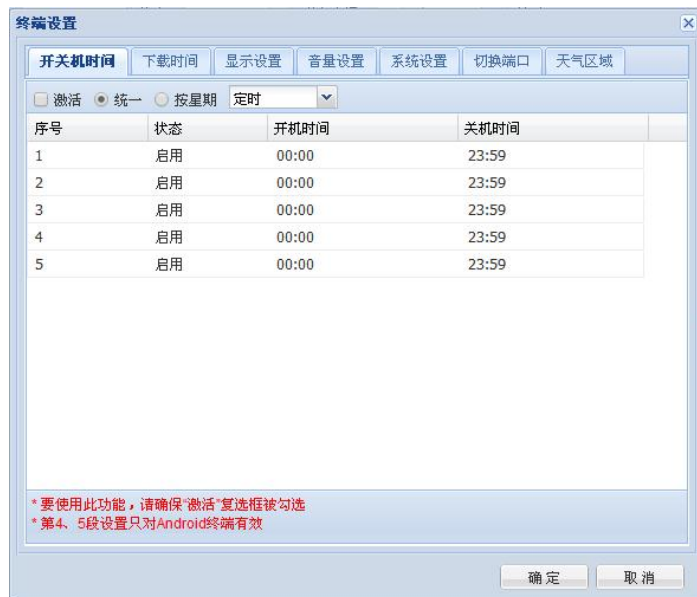 终端设置
开关机时间 下载时间 显示设置 音量设置 系统设置 切换端口 天气区域
激活 统一 按星期 定时
序号 状态 开机时间 关机时间
1 启用 00:00 23:59
2 启用 00:00 23:59
3 启用 00:00 23:59
4 启用 00:00 23:59
5 启用 00:00 23:59
*要使用此功能，请确保“激活”复选框被勾选
*第4、5段设置只对Android终端有效
确定 取消